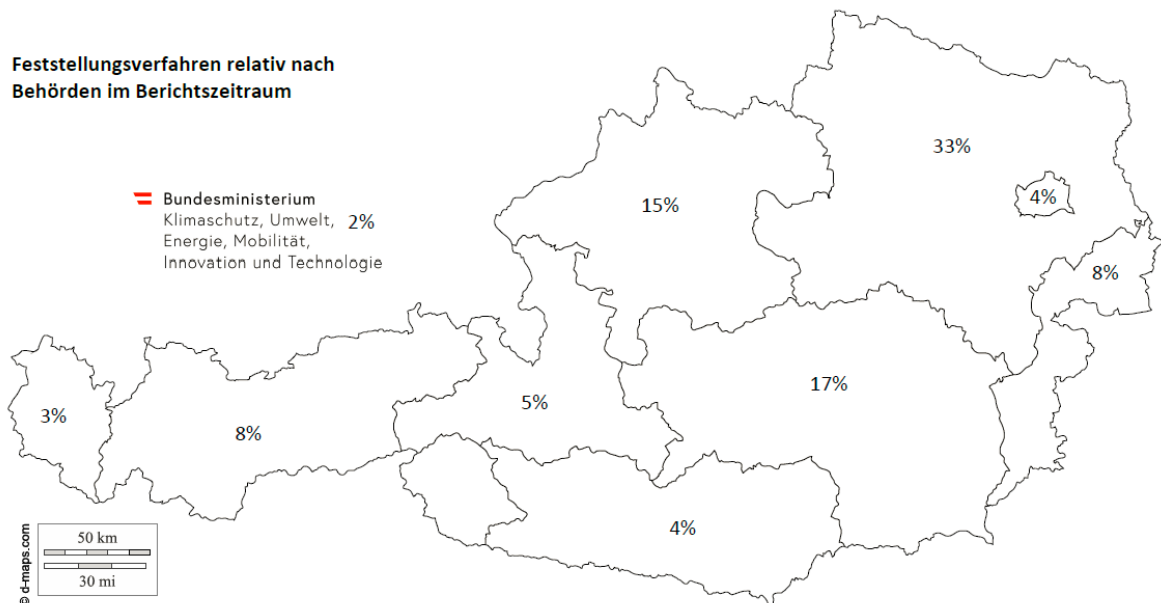 Feststellungsverfahren relativ nach
Behörden im Berichtszeitraum
33%
15%
4%
Bundesministerium
Klimaschutz, Umwelt, 2%
Energie, Mobilität,
Innovation und Technologie
8%
17%
5%
3%
8%
4%
50 km
30 mi
© d-maps.com